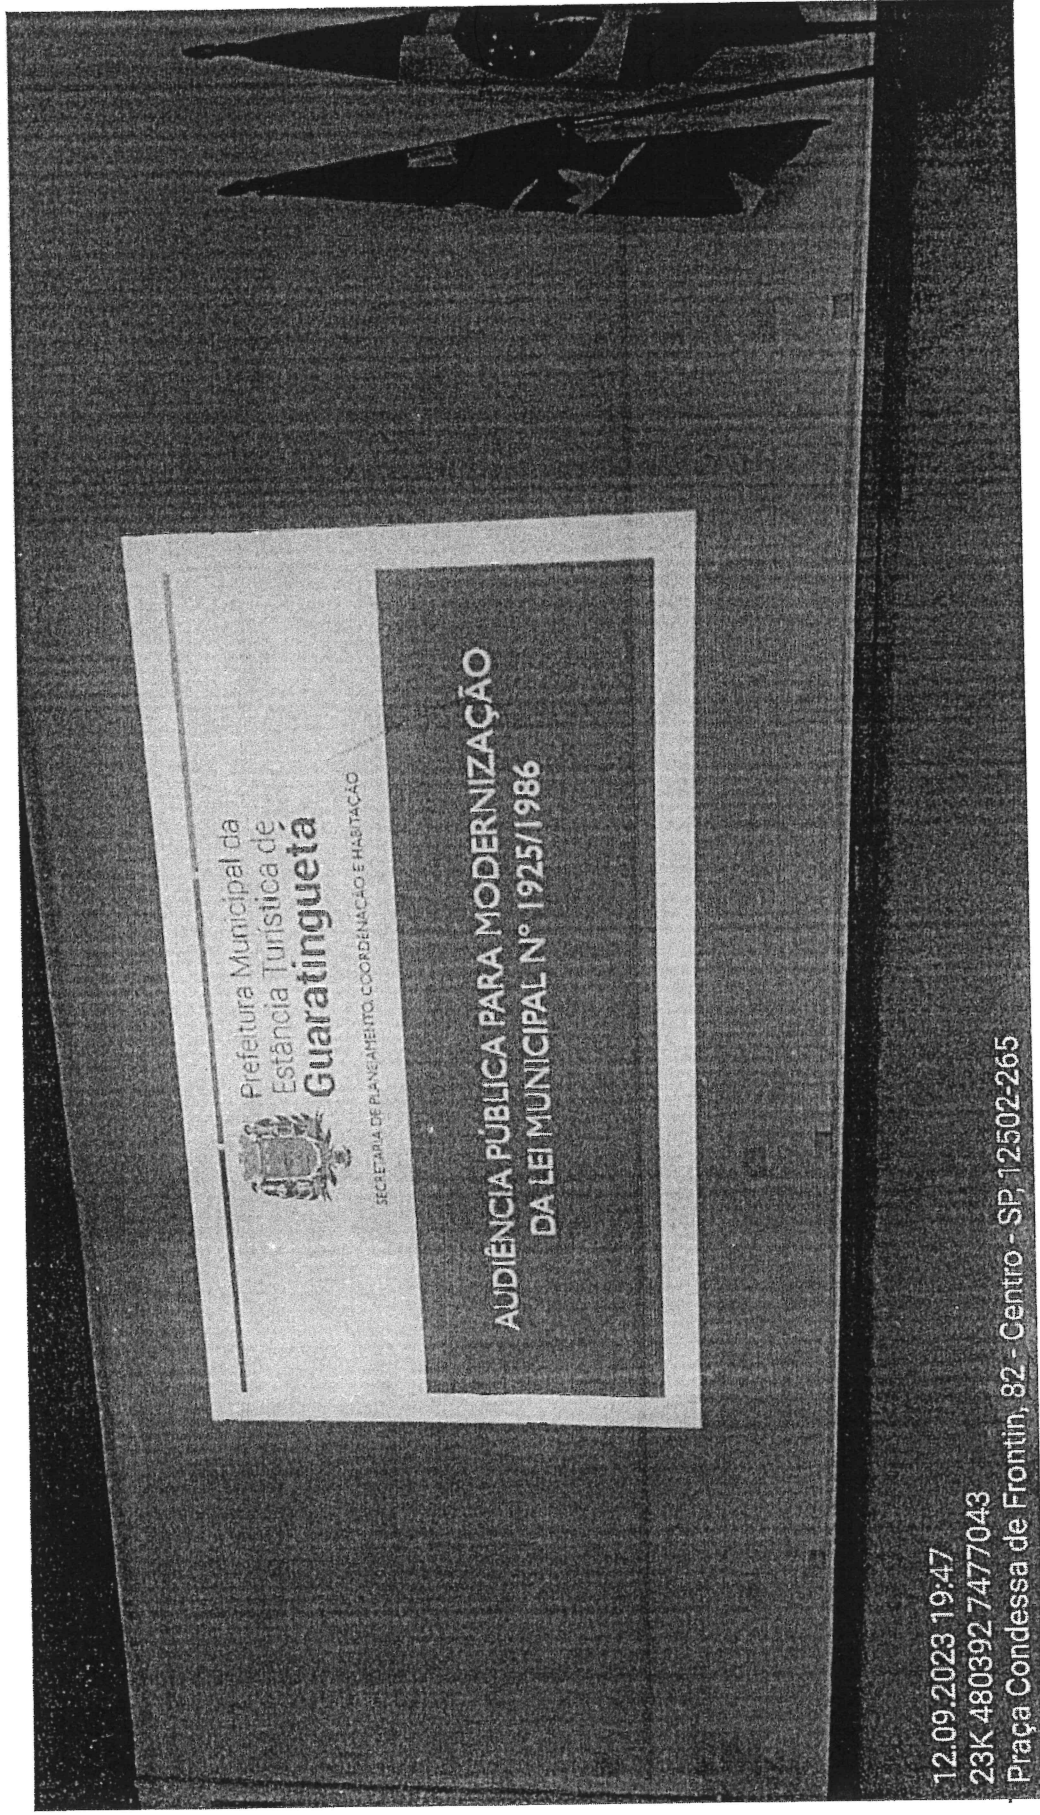 Prefeitura Municipal da
Estância Turística de
Guaratinguetá
SECRETARIA DE PLANEJAMENTO, COORDENAÇÃO E HABITAÇÃO
AUDIÊNCIA PÚBLICA PARA MODERNIZAÇÃO
DA LEI MUNICIPAL N° 1925/1986
12.09.2023 19:47
23K 480392 7477043
Praça Condessa de Frontin, 82 - Centro - SP, 12502-265